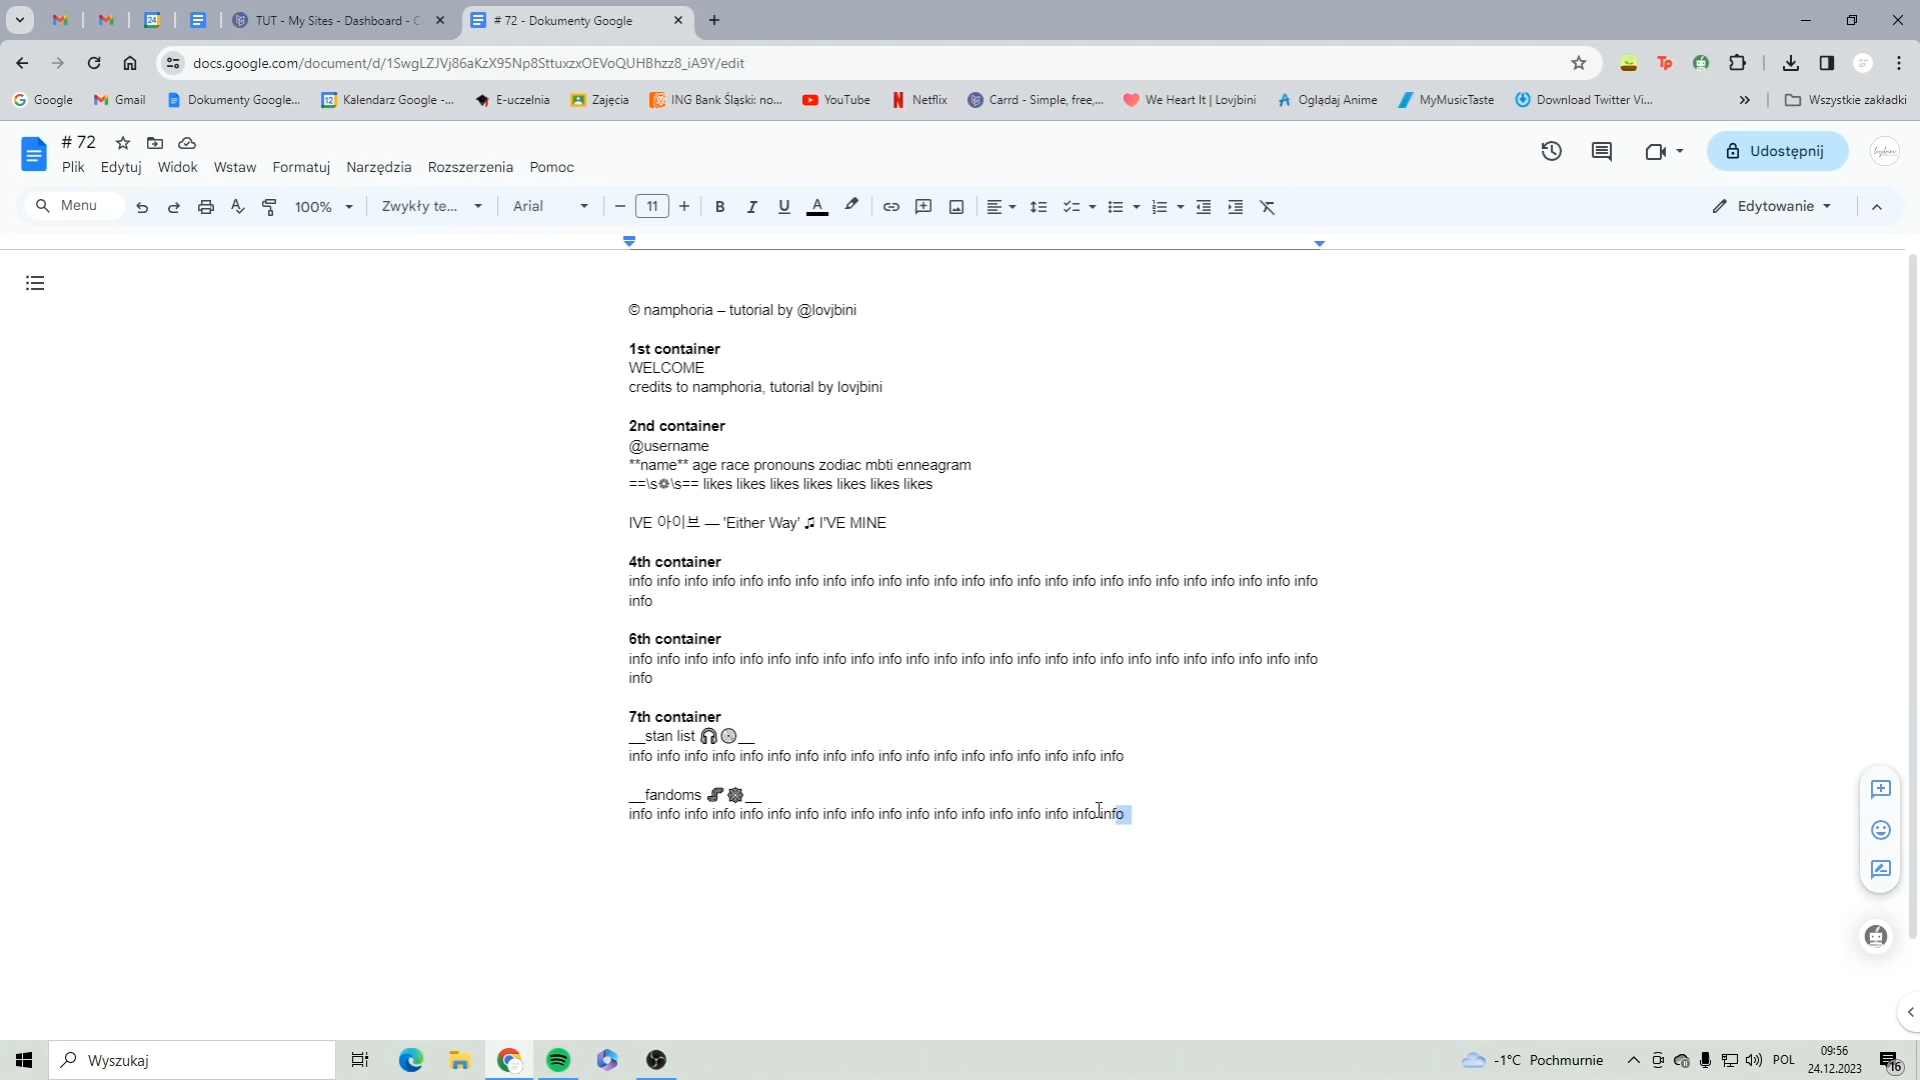 TUT - My Sites - Dashboard - C
# 72 - Dokumenty Google
docs.google.com/document/d/1SwgLZJVj86aKzX95Np8SttuxzxOEVoQUHBhzz8_iA9Y/edit
Google
Gmail
Dokumenty Google...
Kalendarz Google -...
E-uczelnia
Zajęcia
ING Bank Śląski: no...
YouTube
Netflix
Carrd - Simple, free,...
We Heart It | Lovjbini
Oglądaj Anime
MyMusicTaste
Download Twitter Vi...
Wszystkie zakładki
# 72
Plik Edytuj Widok Wstaw Formatuj Narzędzia Rozszerzenia Pomoc
Udostępnij
Menu
100%
Zwykły te...
Arial
11
Edytowanie
© namphoria – tutorial by @lovjbini
1st container
WELCOME
credits to namphoria, tutorial by lovjbini
2nd container
@username
**name** age race pronouns zodiac mbti enneagram
==\s❁\s== likes likes likes likes likes likes likes
IVE 아이브 — 'Either Way' ♫ I'VE MINE
4th container
info info info info info info info info info info info info info info info info info info info info info info info info info
info
6th container
info info info info info info info info info info info info info info info info info info info info info info info info info
info
7th container
__stan list 🎧💿__
info info info info info info info info info info info info info info info info info info
__fandoms __
info info info info info info info info info info info info info info info info info info
Wyszukaj
-1°C Pochmurnie
POL
09:56
24.12.2023
16